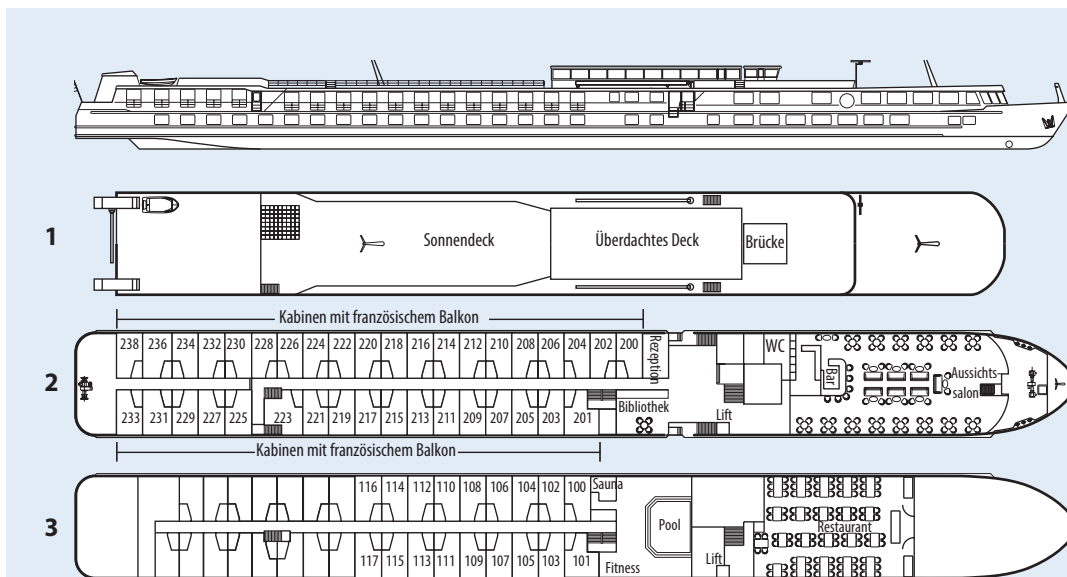 1
Sonnendeck
Überdachtes Deck
Brücke
Kabinen mit französischem Balkon
2
238 236 234 232 230 228 226 224 222 220 218 216 214 212 210 208 206 204 202 200
Rezeption
WC
Bar
Aussichts-
salon
Bibliothek
Lift
233 231 229 227 225 223 221 219 217 215 213 211 209 207 205 203 201
Kabinen mit französischem Balkon
3
116 114 112 110 108 106 104 102 100
Sauna
Pool
Restaurant
Lift
Fitness
117 115 113 111 109 107 105 103 101